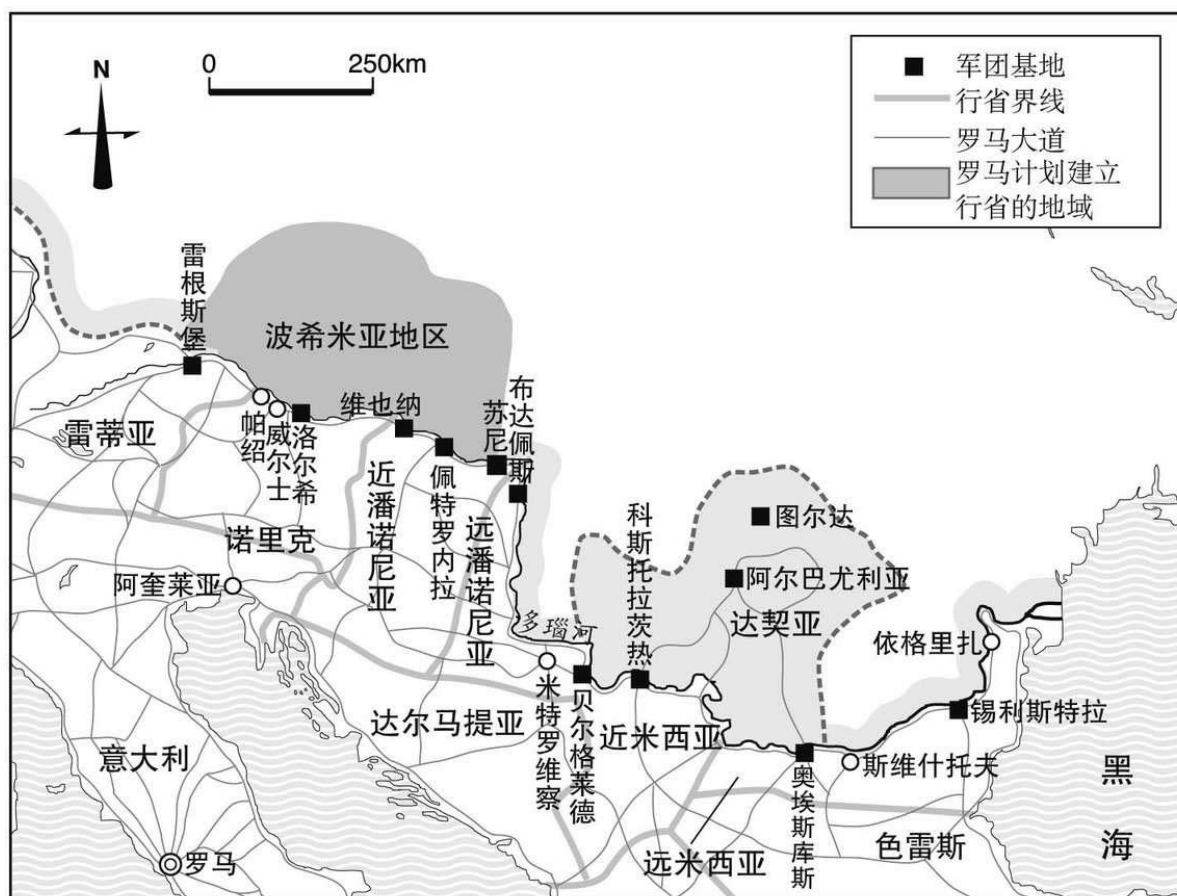 N
0 250km
军团基地
行省界线
罗马大道
罗马计划建立
行省的地域
雷根斯堡
波希米亚地区
雷蒂亚
帕绍
威尔士
洛尔希
维也纳
佩特罗内拉
苏尼
布达佩斯
诺里克
近潘诺尼亚
远潘诺尼亚
阿奎莱亚
多瑙河
科斯托拉茨热
图尔达
阿尔巴尤利亚
达契亚
依格里扎
锡利斯特拉
斯维什托夫
意大利
达尔马提亚
米特罗维察
贝尔格莱德
近米西亚
远米西亚
奥埃斯库斯
色雷斯
黑海
罗马